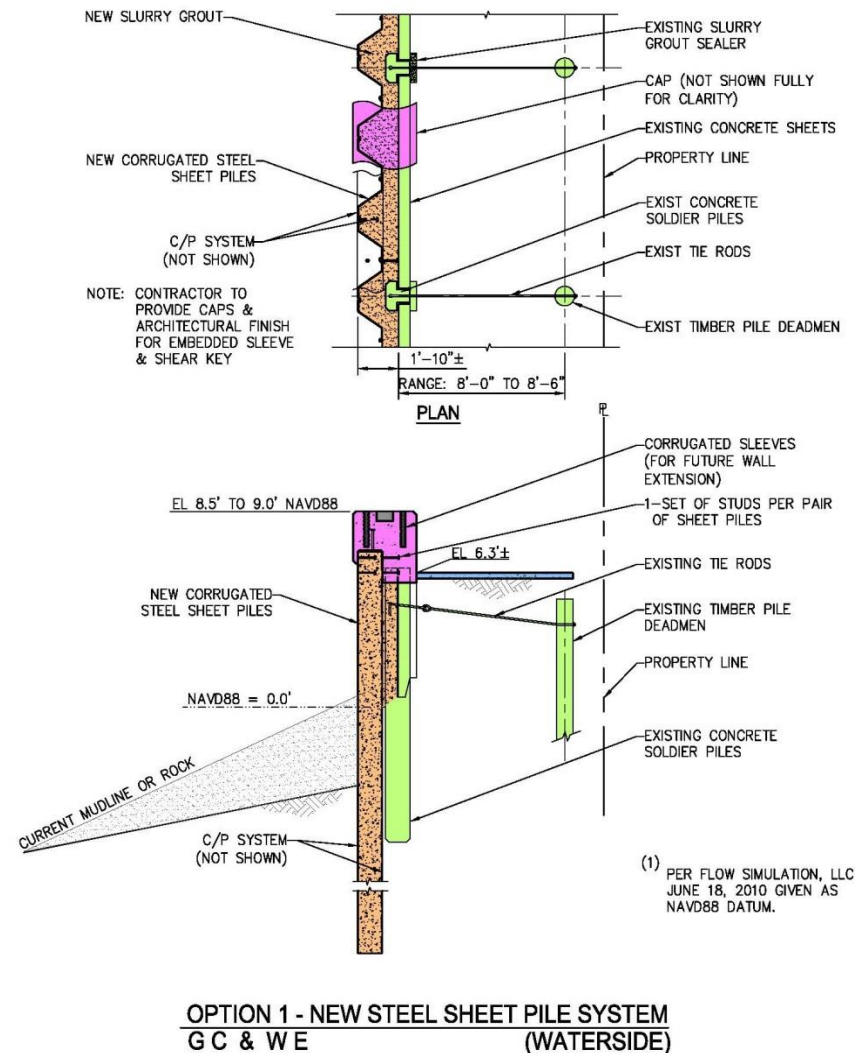 NEW SLURRY GROUT
EXISTING SLURRY
GROUT SEALER
CAP (NOT SHOWN FULLY
FOR CLARITY)
EXISTING CONCRETE SHEETS
PROPERTY LINE
NEW CORRUGATED STEEL
SHEET PILES
EXIST CONCRETE
SOLDIER PILES
C/P SYSTEM
(NOT SHOWN)
EXIST TIE RODS
NOTE: CONTRACTOR TO
PROVIDE CAPS &
ARCHITECTURAL FINISH
FOR EMBEDDED SLEEVE
& SHEAR KEY
EXIST TIMBER PILE DEADMEN
1'-10"±
RANGE: 8'-0" TO 8'-6"
PLAN
PL
CORRUGATED SLEEVES
(FOR FUTURE WALL
EXTENSION)
EL 8.5' TO 9.0' NAVD88
1-SET OF STUDS PER PAIR
OF SHEET PILES
EL 6.3'±
EXISTING TIE RODS
NEW CORRUGATED
STEEL SHEET PILES
EXISTING TIMBER PILE
DEADMEN
PROPERTY LINE
NAVD88 = 0.0'
EXISTING CONCRETE
SOLDIER PILES
CURRENT MUDLINE OR ROCK
C/P SYSTEM
(NOT SHOWN)
(1) PER FLOW SIMULATION, LLC
JUNE 18, 2010 GIVEN AS
NAVD88 DATUM.
OPTION 1 - NEW STEEL SHEET PILE SYSTEM
G C & W E (WATERSIDE)